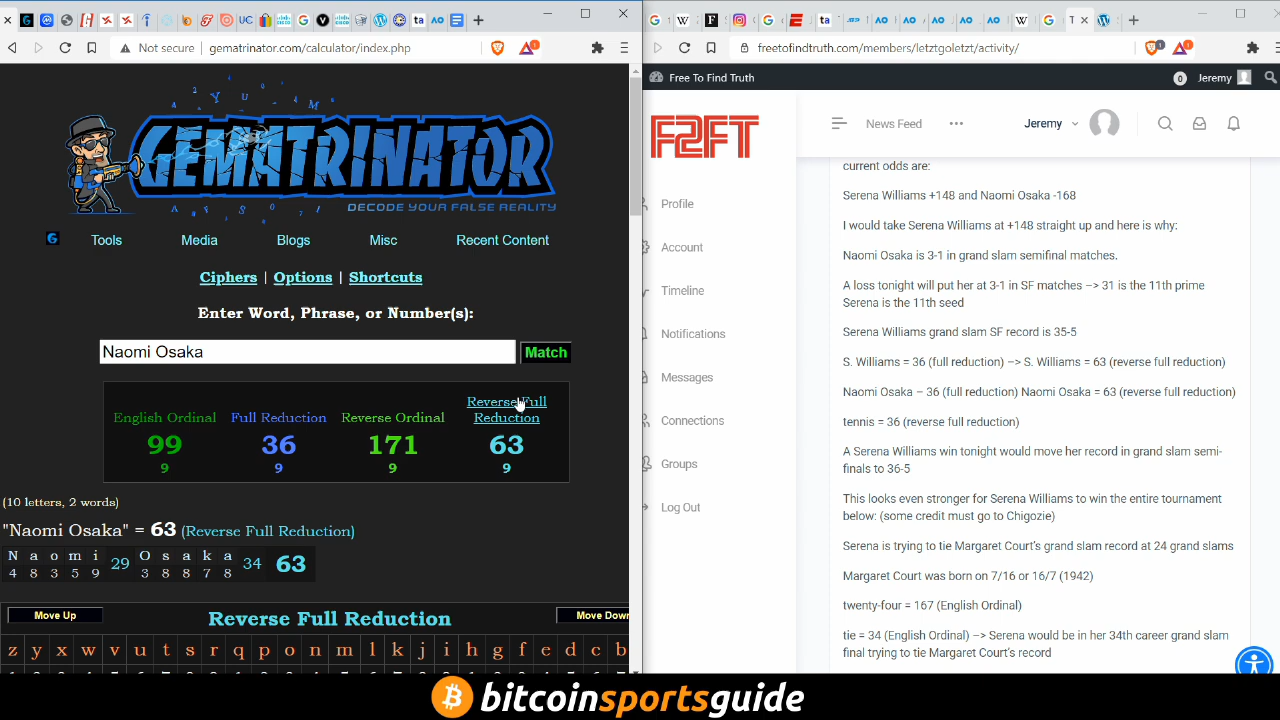 UC
ta
Not secure
gematrinator.com/calculator/index.php
GEMATRINATOR
DECODE YOUR FALSE REALITY
Tools
Media
Blogs
Misc
Recent Content
Ciphers | Options | Shortcuts
Enter Word, Phrase, or Number(s):
Naomi Osaka
Match
English Ordinal
Full Reduction
Reverse Ordinal
Reverse Full
Reduction
99
36
171
63
9
9
9
9
(10 letters, 2 words)
"Naomi Osaka" = 63 (Reverse Full Reduction)
N a o m i 29 O s a k a 34 63
4 8 3 5 9 3 8 8 7 8
Move Up
Reverse Full Reduction
Move Down
z y x w v u t s r q p o n m l k j i h g f e d c b
ta
freetofindtruth.com/members/letztgoletzt/activity/
Free To Find Truth
0
Jeremy
F2FT
News Feed
Jeremy
Profile
Account
Timeline
Notifications
Messages
Connections
Groups
Log Out
current odds are:
Serena Williams +148 and Naomi Osaka -168
I would take Serena Williams at +148 straight up and here is why:
Naomi Osaka is 3-1 in grand slam semifinal matches.
A loss tonight will put her at 3-1 in SF matches –> 31 is the 11th prime
Serena is the 11th seed
Serena Williams grand slam SF record is 35-5
S. Williams = 36 (full reduction) –> S. Williams = 63 (reverse full reduction)
Naomi Osaka – 36 (full reduction) Naomi Osaka = 63 (reverse full reduction)
tennis = 36 (reverse full reduction)
A Serena Williams win tonight would move her record in grand slam semi-
finals to 36-5
This looks even stronger for Serena Williams to win the entire tournament
below: (some credit must go to Chigozie)
Serena is trying to tie Margaret Court's grand slam record at 24 grand slams
Margaret Court was born on 7/16 or 16/7 (1942)
twenty-four = 167 (English Ordinal)
tie = 34 (English Ordinal) –> Serena would be in her 34th career grand slam
final trying to tie Margaret Court's record
bitcoinsportsguide